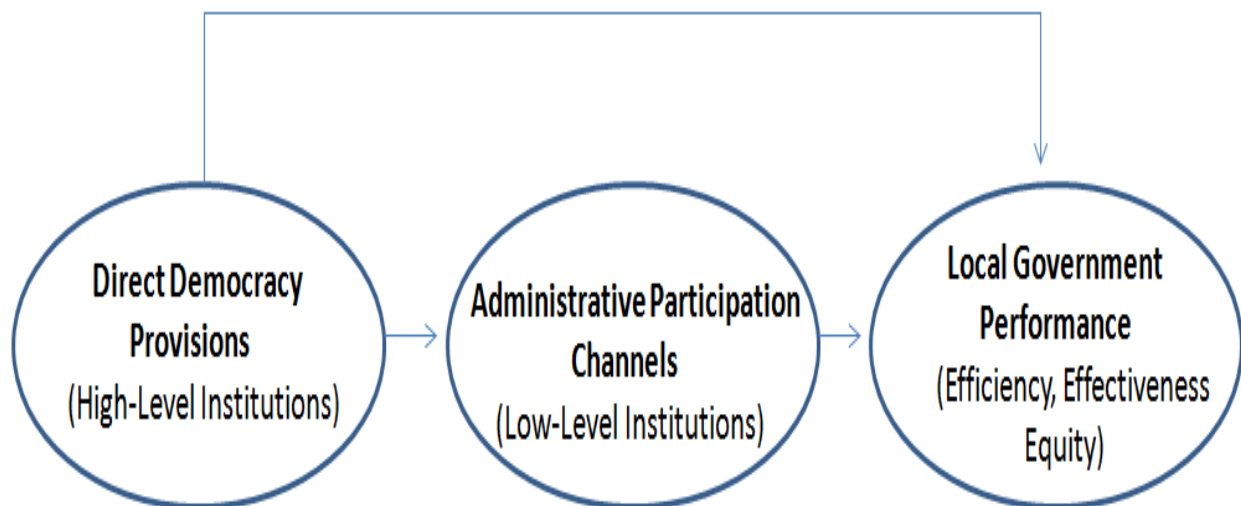 Direct Democracy
Provisions
(High-Level Institutions)
Administrative Participation
Channels
(Low-Level Institutions)
Local Government
Performance
(Efficiency, Effectiveness
Equity)